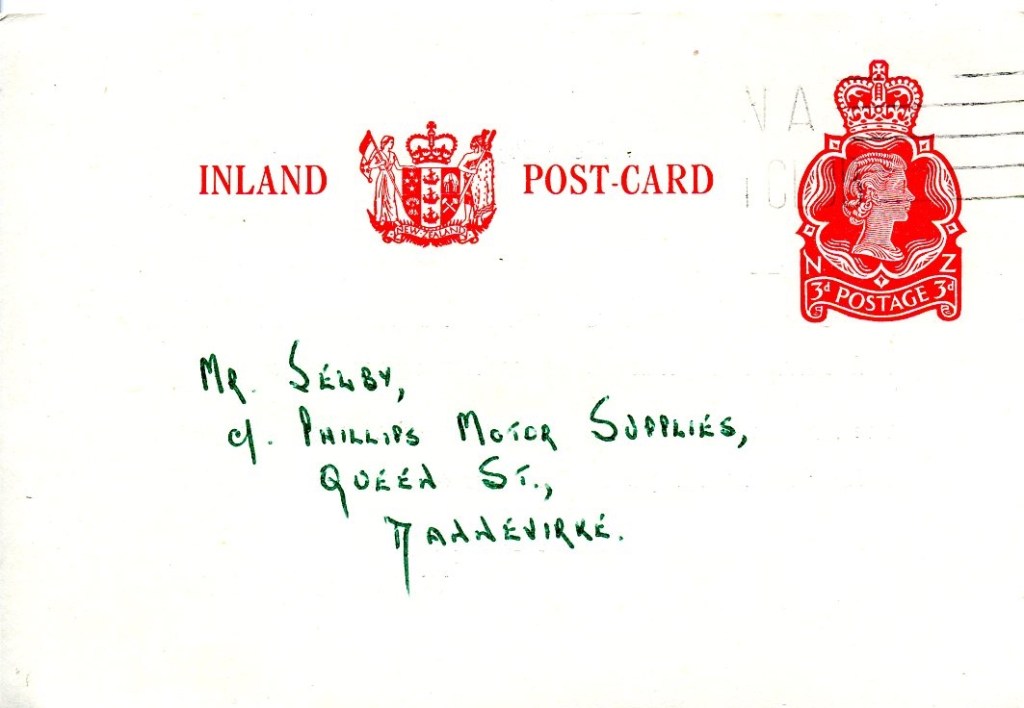 INLAND POST-CARD
NEW ZEALAND
N Z
3d POSTAGE 3d
Mr. Selby,
c/. Phillips Motor Supplies,
Queen St.,
Dannevirke.